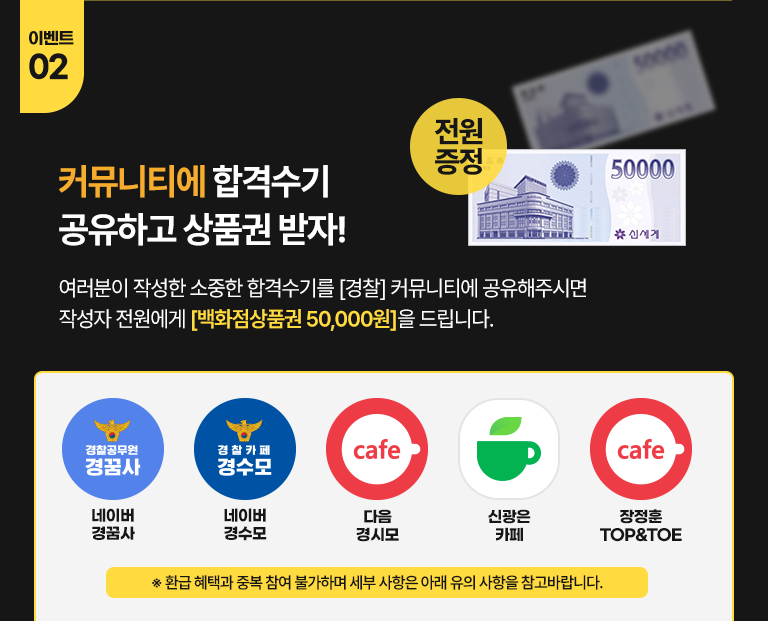 이벤트
02
전원
증정
50000
신세계
50000
신세계
커뮤니티에 합격수기
공유하고 상품권 받자!
여러분이 작성한 소중한 합격수기를 [경찰] 커뮤니티에 공유해주시면
작성자 전원에게 [백화점상품권 50,000원]을 드립니다.
경찰공무원
경꿈사
네이버
경꿈사
경찰카페
경수모
네이버
경수모
cafe
다음
경시모
신광은
카페
cafe
장정훈
TOP&TOE
※ 환급 혜택과 중복 참여 불가하며 세부 사항은 아래 유의 사항을 참고바랍니다.